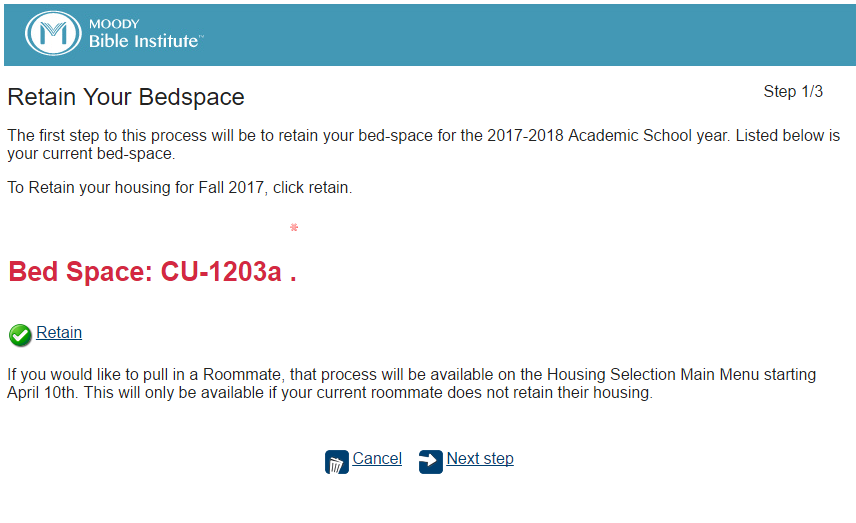 MOODY
Bible Institute™
Retain Your Bedspace
Step 1/3
The first step to this process will be to retain your bed-space for the 2017-2018 Academic School year. Listed below is
your current bed-space.
To Retain your housing for Fall 2017, click retain.
*
Bed Space: CU-1203a .
Retain
If you would like to pull in a Roommate, that process will be available on the Housing Selection Main Menu starting
April 10th. This will only be available if your current roommate does not retain their housing.
Cancel
Next step